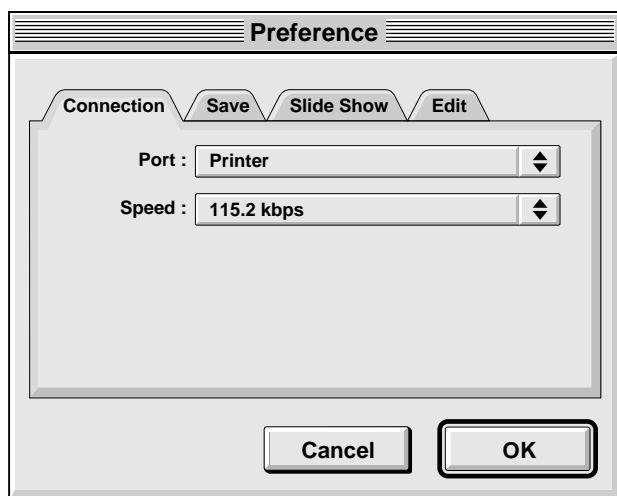 Preference
Connection Save Slide Show Edit
Port : Printer
Speed : 115.2 kbps
Cancel OK